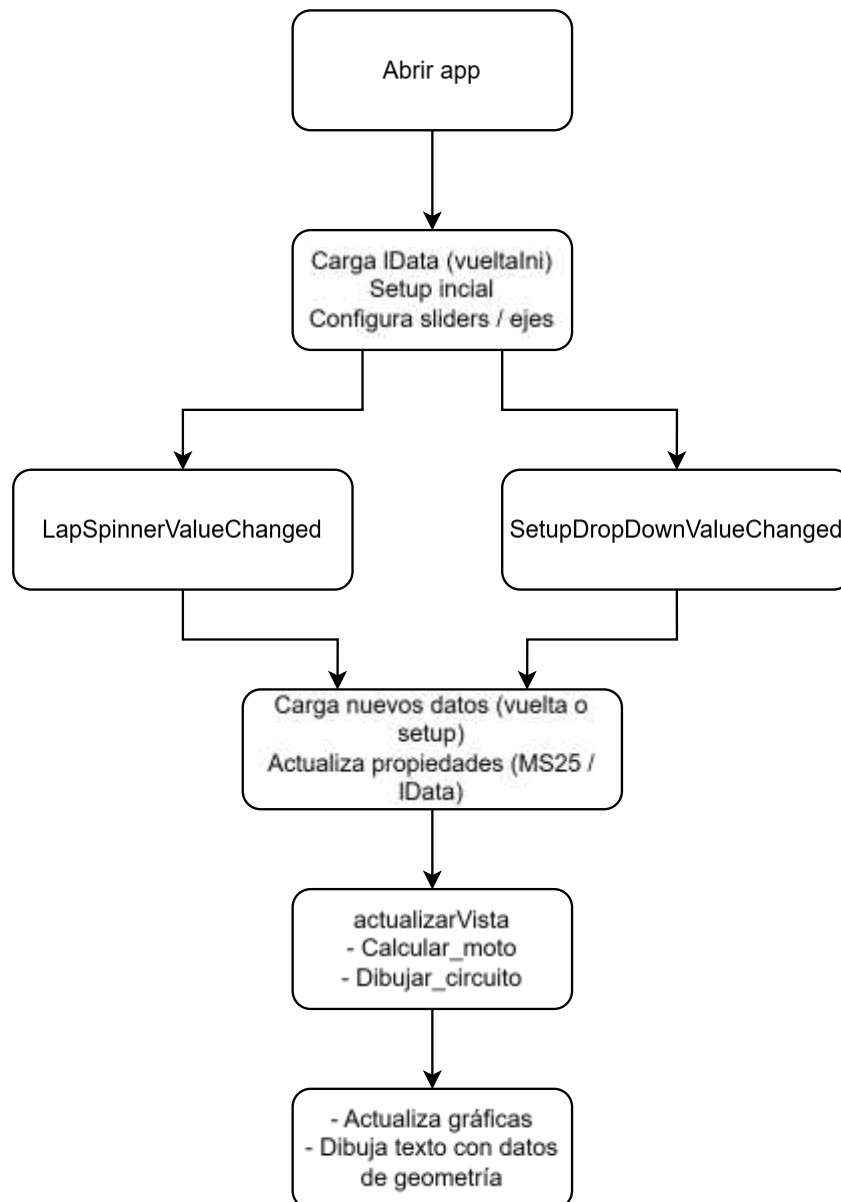 Abrir app
Carga lData (vueltaIni)
Setup incial
Configura sliders / ejes
LapSpinnerValueChanged
SetupDropDownValueChanged
Carga nuevos datos (vuelta o
setup)
Actualiza propiedades (MS25 /
lData)
actualizarVista
- Calcular_moto
- Dibujar_circuito
- Actualiza gráficas
- Dibuja texto con datos
de geometría